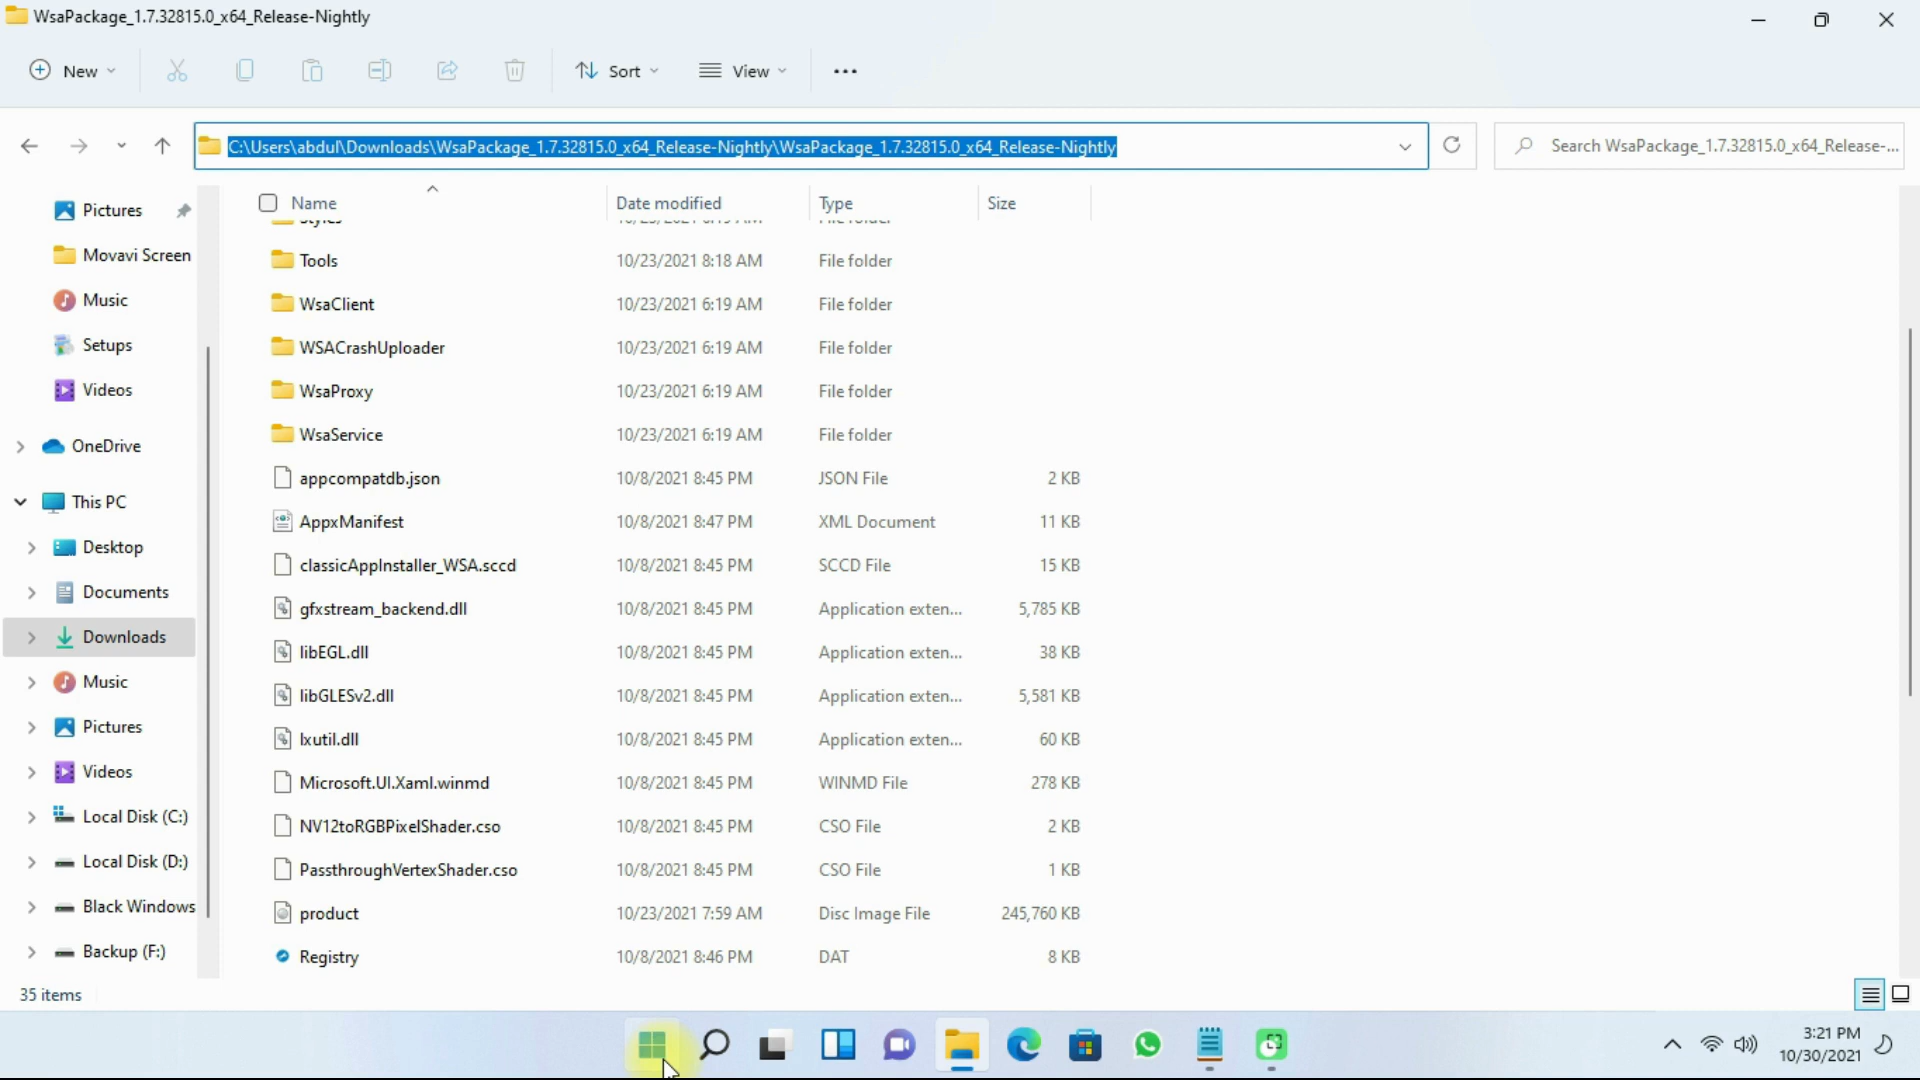 WsaPackage_1.7.32815.0_x64_Release-Nightly
New
Sort
View
C:\Users\abdul\Downloads\WsaPackage_1.7.32815.0_x64_Release-Nightly\WsaPackage_1.7.32815.0_x64_Release-Nightly
Search WsaPackage_1.7.32815.0_x64_Release-...
Pictures
Movavi Screen
Music
Setups
Videos
OneDrive
This PC
Desktop
Documents
Downloads
Music
Pictures
Videos
Local Disk (C:)
Local Disk (D:)
Black Windows
Backup (F:)
Name Date modified Type Size
Tools 10/23/2021 8:18 AM File folder
WsaClient 10/23/2021 6:19 AM File folder
WSACrashUploader 10/23/2021 6:19 AM File folder
WsaProxy 10/23/2021 6:19 AM File folder
WsaService 10/23/2021 6:19 AM File folder
appcompatdb.json 10/8/2021 8:45 PM JSON File 2 KB
AppxManifest 10/8/2021 8:47 PM XML Document 11 KB
classicAppInstaller_WSA.sccd 10/8/2021 8:45 PM SCCD File 15 KB
gfxstream_backend.dll 10/8/2021 8:45 PM Application exten... 5,785 KB
libEGL.dll 10/8/2021 8:45 PM Application exten... 38 KB
libGLESv2.dll 10/8/2021 8:45 PM Application exten... 5,581 KB
lxutil.dll 10/8/2021 8:45 PM Application exten... 60 KB
Microsoft.UI.Xaml.winmd 10/8/2021 8:45 PM WINMD File 278 KB
NV12toRGBPixelShader.cso 10/8/2021 8:45 PM CSO File 2 KB
PassthroughVertexShader.cso 10/8/2021 8:45 PM CSO File 1 KB
product 10/23/2021 7:59 AM Disc Image File 245,760 KB
Registry 10/8/2021 8:46 PM DAT 8 KB
35 items
3:21 PM
10/30/2021